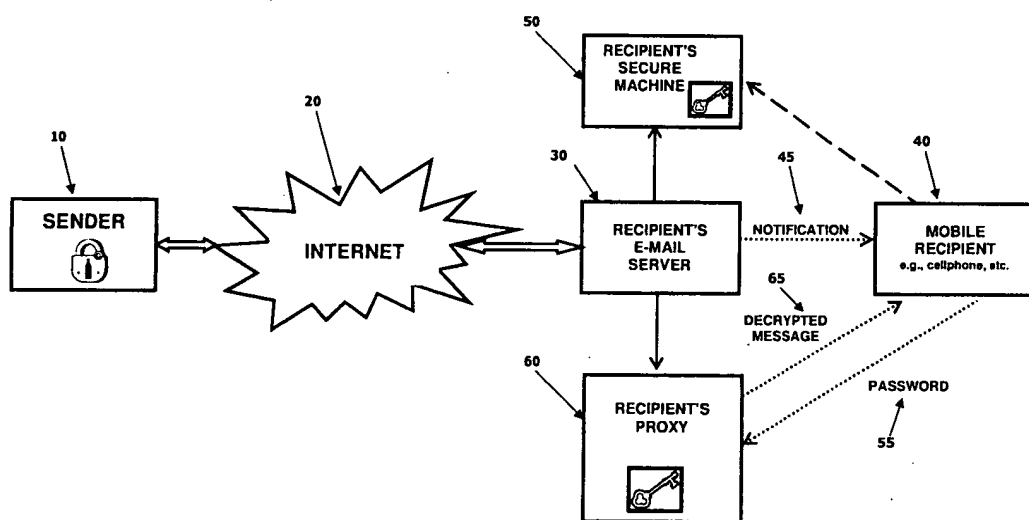 50
RECIPIENT'S
SECURE
MACHINE
20
10
30
45
40
SENDER
INTERNET
RECIPIENT'S
E-MAIL
SERVER
NOTIFICATION
MOBILE
RECIPIENT
e.g., cellphone, etc.
65
DECRYPTED
MESSAGE
60
RECIPIENT'S
PROXY
PASSWORD
55